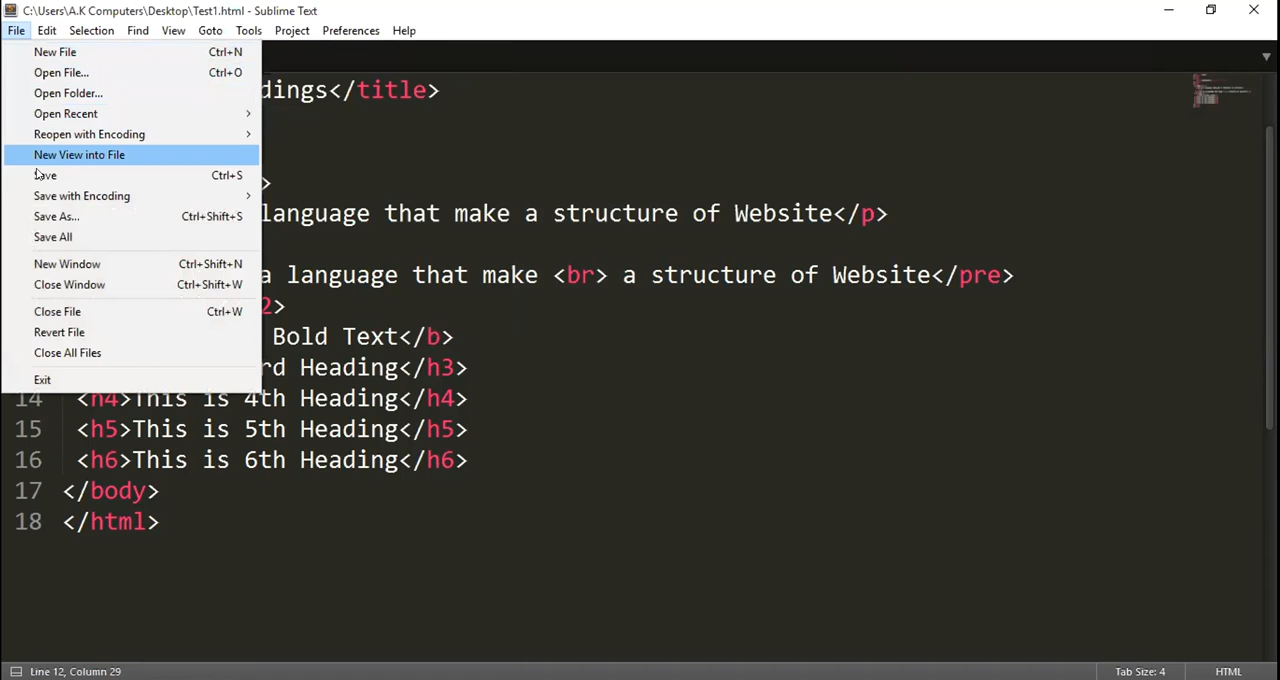 C:\Users\A.K Computers\Desktop\Test1.html - Sublime Text
File Edit Selection Find View Goto Tools Project Preferences Help
New File Ctrl+N
Open File... Ctrl+O
Open Folder...
Open Recent
Reopen with Encoding
New View into File
Save Ctrl+S
Save with Encoding
Save As... Ctrl+Shift+S
Save All
New Window Ctrl+Shift+N
Close Window Ctrl+Shift+W
Close File Ctrl+W
Revert File
Close All Files
Exit
dings</title>
>
language that make a structure of Website</p>
a language that make <br> a structure of Website</pre>
2>
Bold Text</b>
rd Heading</h3>
14 <h4>This is 4th Heading</h4>
15 <h5>This is 5th Heading</h5>
16 <h6>This is 6th Heading</h6>
17 </body>
18 </html>
Line 12, Column 29 Tab Size: 4 HTML